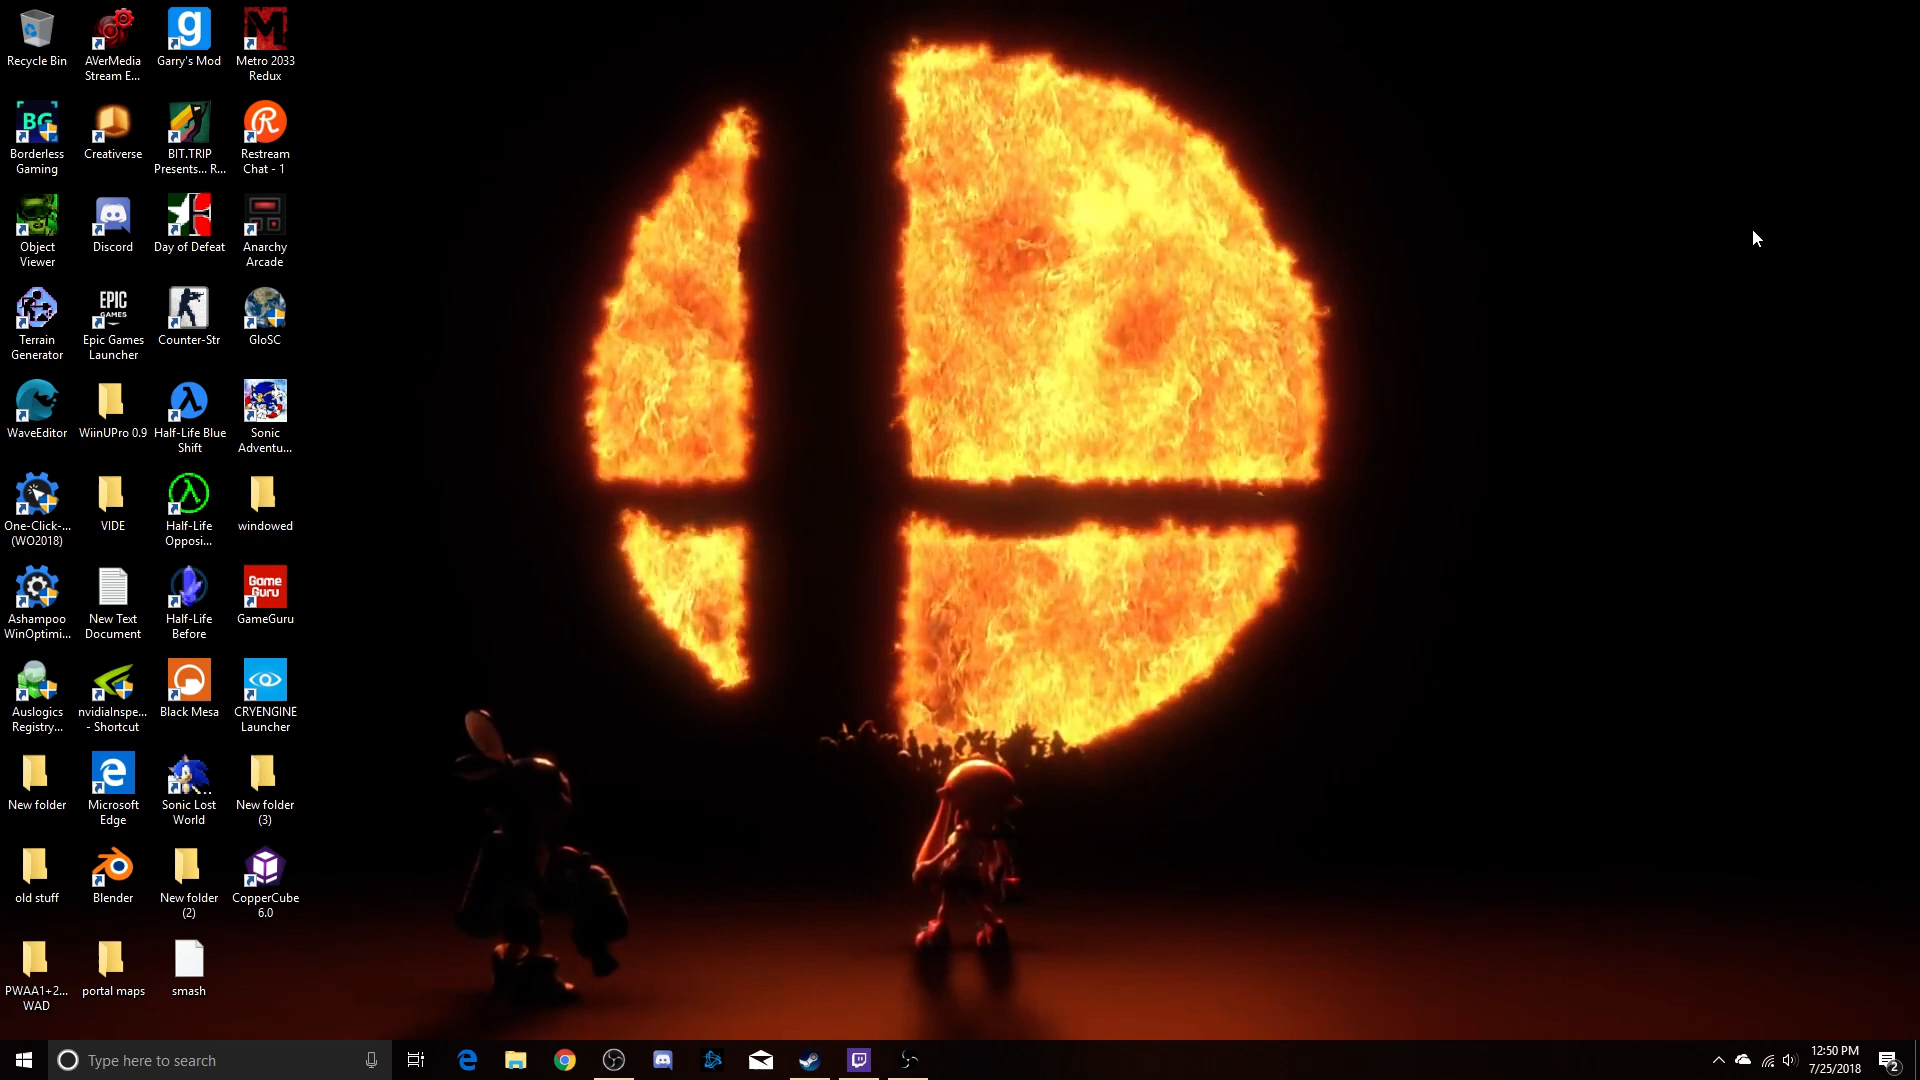 Recycle Bin
AVerMedia
Stream E...
Garry's Mod
Metro 2033
Redux
BG
Borderless
Gaming
Creativerse
BIT.TRIP
Presents... R...
Restream
Chat - 1
Object
Viewer
Discord
Day of Defeat
Anarchy
Arcade
Terrain
Generator
EPIC
GAMES
Epic Games
Launcher
Counter-Str
GloSC
WaveEditor
WiinUPro 0.9
Half-Life Blue
Shift
Sonic
Adventu...
One-Click-...
(WO2018)
VIDE
Half-Life
Opposi...
windowed
Ashampoo
WinOptimi...
New Text
Document
Half-Life
Before
Game
Guru
GameGuru
Auslogics
Registry...
nvidiaInspe...
- Shortcut
Black Mesa
CRYENGINE
Launcher
New folder
Microsoft
Edge
Sonic Lost
World
New folder
(3)
old stuff
Blender
New folder
(2)
CopperCube
6.0
PWAA1+2...
WAD
portal maps
smash
Type here to search
12:50 PM
7/25/2018
2